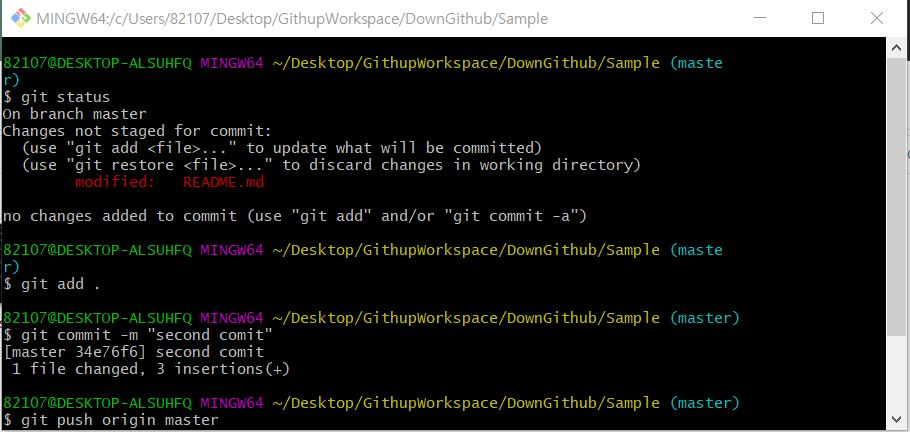 MINGW64:/c/Users/82107/Desktop/GithupWorkspace/DownGithub/Sample
82107@DESKTOP-ALSUHFQ MINGW64 ~/Desktop/GithupWorkspace/DownGithub/Sample (maste
r)
$ git status
On branch master
Changes not staged for commit:
  (use "git add <file>..." to update what will be committed)
  (use "git restore <file>..." to discard changes in working directory)
        modified:   README.md
no changes added to commit (use "git add" and/or "git commit -a")
82107@DESKTOP-ALSUHFQ MINGW64 ~/Desktop/GithupWorkspace/DownGithub/Sample (maste
r)
$ git add .
82107@DESKTOP-ALSUHFQ MINGW64 ~/Desktop/GithupWorkspace/DownGithub/Sample (master)
$ git commit -m "second comit"
[master 34e76f6] second comit
 1 file changed, 3 insertions(+)
82107@DESKTOP-ALSUHFQ MINGW64 ~/Desktop/GithupWorkspace/DownGithub/Sample (master)
$ git push origin master